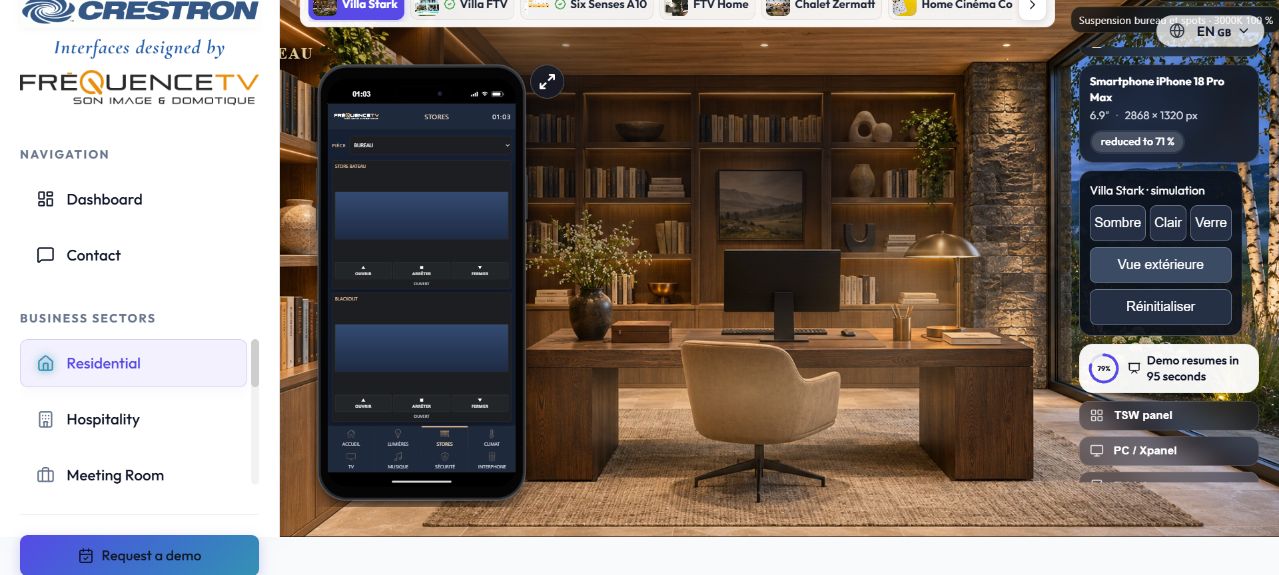 CRESTRON
Interfaces designed by
FRÉQUENCETV
SON IMAGE & DOMOTIQUE
NAVIGATION
Dashboard
Contact
BUSINESS SECTORS
Residential
Hospitality
Meeting Room
Request a demo
Villa Stark
Villa FTV
Six Senses A10
FTV Home
Chalet Zermatt
Home Cinéma Co
EAU
01:03
FRÉQUENCETV
STORES
01:03
PIÈCE
BUREAU
STORE BATEAU
OUVRIR
ARRÊTER
FERMER
OUVERT
BLACKOUT
OUVRIR
ARRÊTER
FERMER
OUVERT
ACCUEIL
LUMIÈRES
STORES
CLIMAT
TV
MUSIQUE
SÉCURITÉ
INTERPHONE
Suspension bureau et spots · 3000K 100 %
EN GB
Smartphone iPhone 18 Pro
Max
6.9" · 2868 × 1320 px
reduced to 71 %
Villa Stark · simulation
Sombre
Clair
Verre
Vue extérieure
Réinitialiser
79%
Demo resumes in
95 seconds
TSW panel
PC / Xpanel